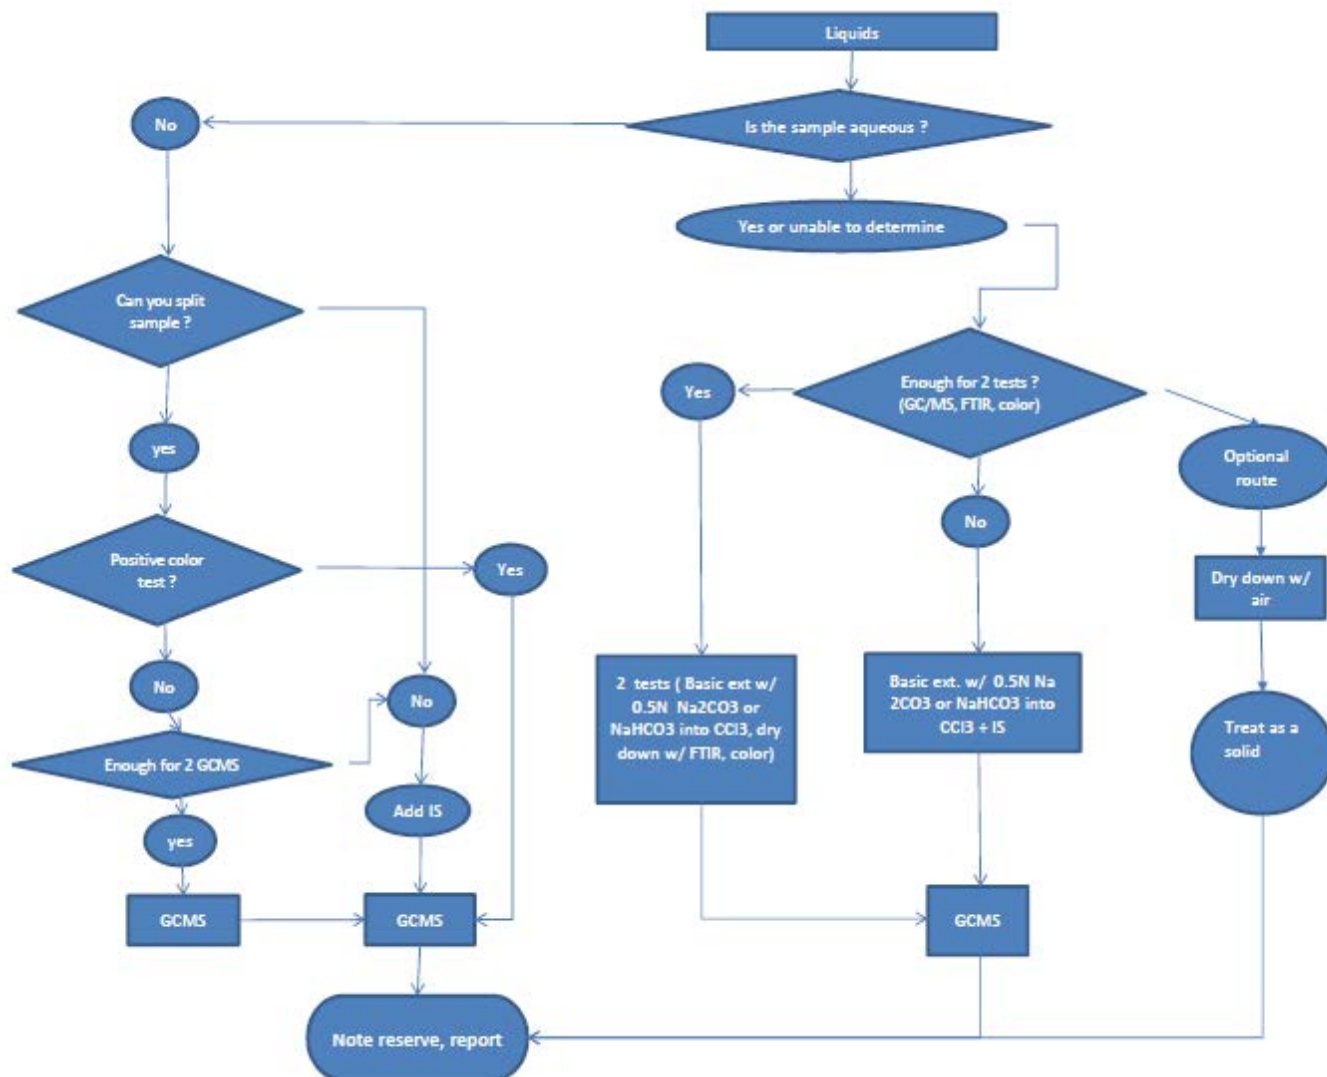 Liquids
No
Is the sample aqueous ?
Yes or unable to determine
Can you split
sample ?
Yes
Enough for 2 tests ?
(GC/MS, FTIR, color)
Optional
route
yes
No
Positive color
test ?
Yes
Dry down w/
air
No
No
2 tests ( Basic ext w/
0.5N Na2CO3 or
NaHCO3 into CCl3, dry
down w/ FTIR, color)
Basic ext. w/ 0.5N Na
2CO3 or NaHCO3 into
CCl3 + IS
Treat as a
solid
Enough for 2 GCMS
Add IS
yes
GCMS
GCMS
GCMS
Note reserve, report